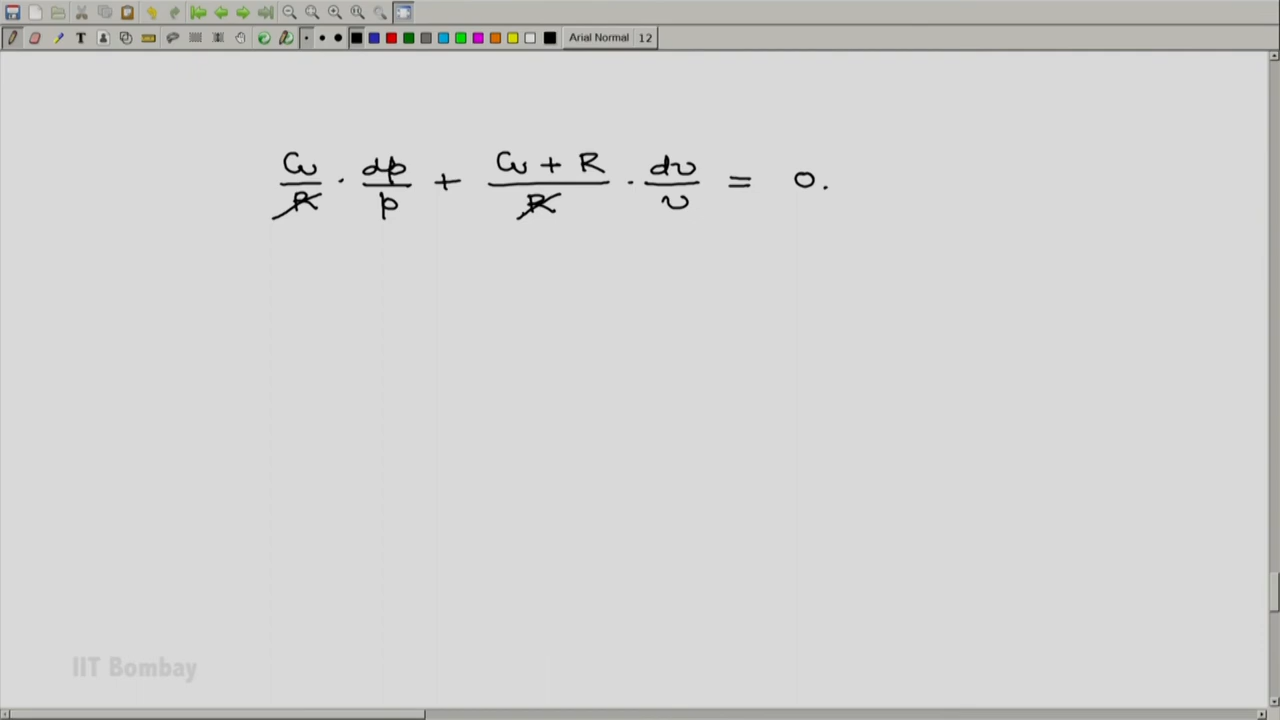 Arial Normal 12
Cv/R · dp/p + Cv + R/R · dv/v = 0.
IIT Bombay